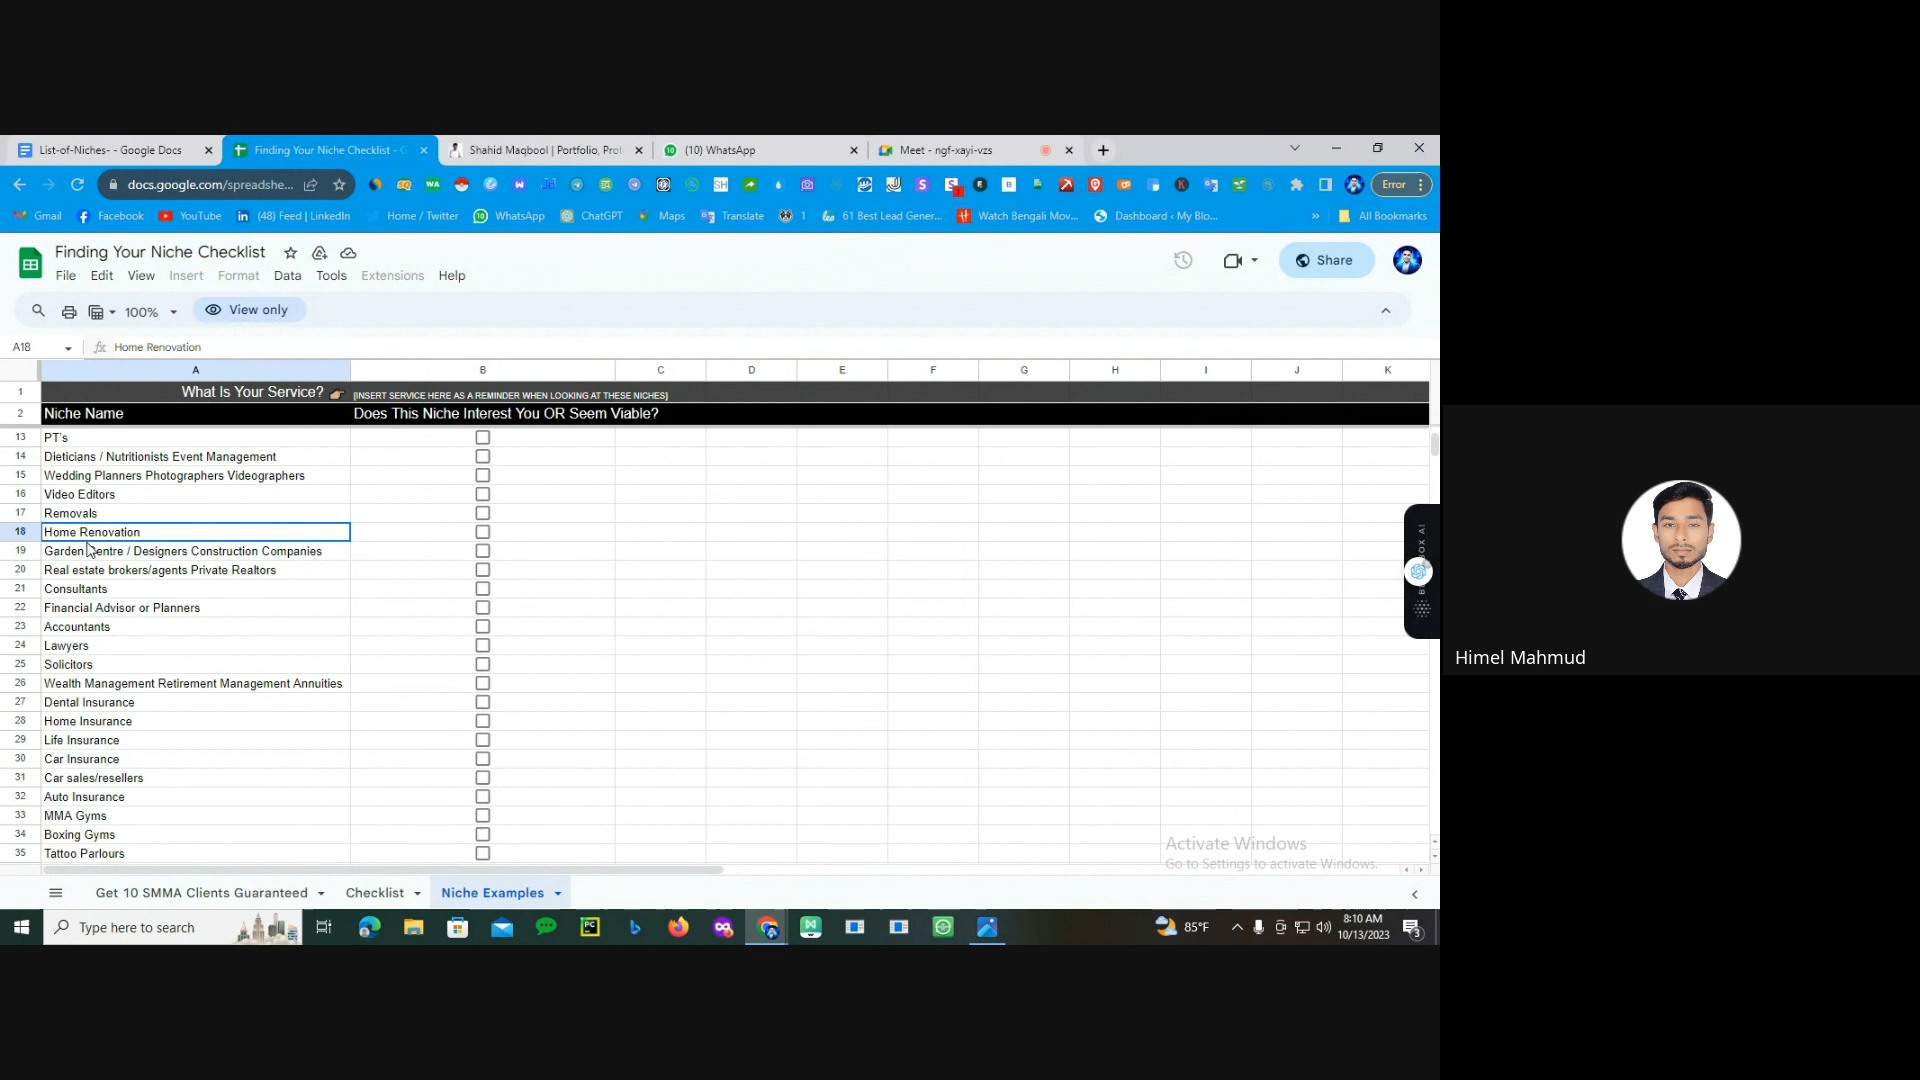 List-of-Niches- - Google Docs
Finding Your Niche Checklist - G
Shahid Maqbool | Portfolio, Prof
(10) WhatsApp
Meet - ngf-xayi-vzs
docs.google.com/spreadshe...
Error
Gmail
Facebook
YouTube
(48) Feed | LinkedIn
Home / Twitter
WhatsApp
ChatGPT
Maps
Translate
1
61 Best Lead Gener...
Watch Bengali Mov...
Dashboard ‹ My Blo...
»
All Bookmarks
Finding Your Niche Checklist
File Edit View Insert Format Data Tools Extensions Help
Share
100%
View only
A18
fx Home Renovation
A B C D E F G H I J K
1 What Is Your Service? [INSERT SERVICE HERE AS A REMINDER WHEN LOOKING AT THESE NICHES]
2 Niche Name Does This Niche Interest You OR Seem Viable?
13 PT's
14 Dieticians / Nutritionists Event Management
15 Wedding Planners Photographers Videographers
16 Video Editors
17 Removals
18 Home Renovation
19 Garden Centre / Designers Construction Companies
20 Real estate brokers/agents Private Realtors
21 Consultants
22 Financial Advisor or Planners
23 Accountants
24 Lawyers
25 Solicitors
26 Wealth Management Retirement Management Annuities
27 Dental Insurance
28 Home Insurance
29 Life Insurance
30 Car Insurance
31 Car sales/resellers
32 Auto Insurance
33 MMA Gyms
34 Boxing Gyms
35 Tattoo Parlours
Activate Windows
Go to Settings to activate Windows.
Get 10 SMMA Clients Guaranteed
Checklist
Niche Examples
Type here to search
85°F
8:10 AM
10/13/2023
3
Himel Mahmud